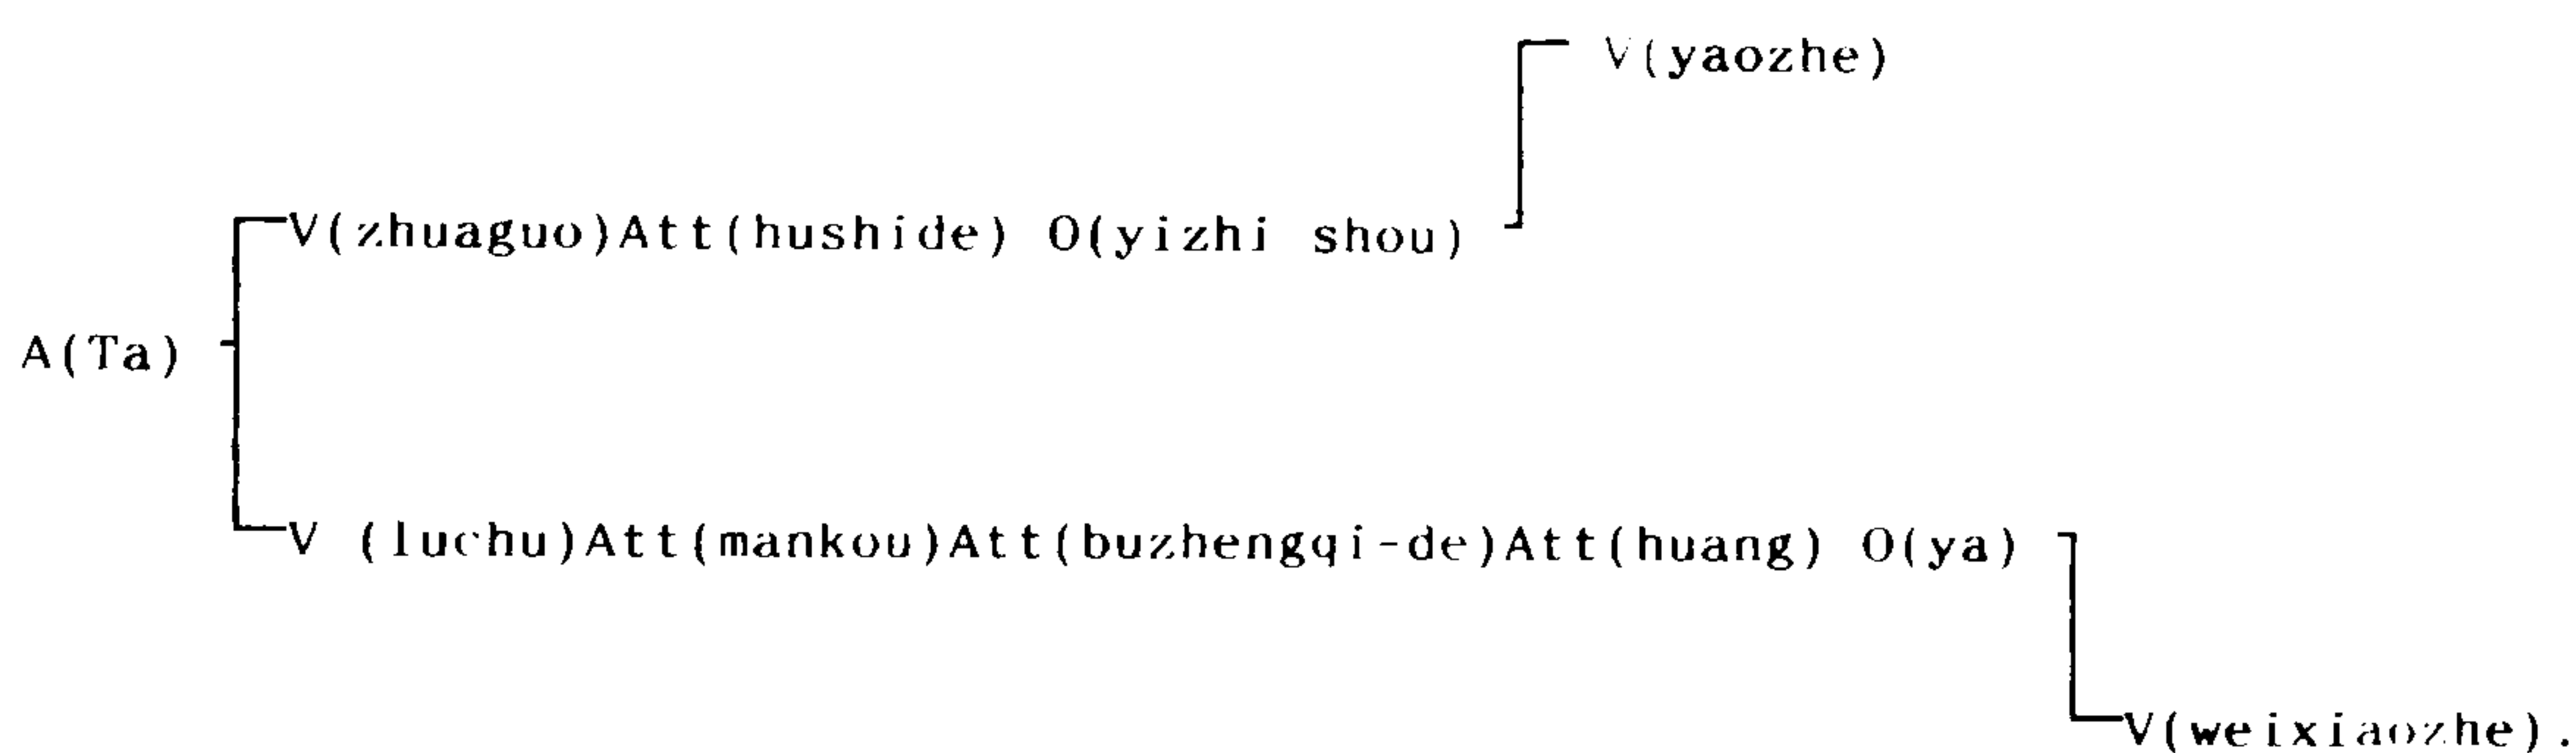 V(yaozhe)
V(zhuaguo)Att(hushide) O(yizhi shou)
A(Ta)
V (luchu)Att(mankou)Att(buzhengqi-de)Att(huang) O(ya)
V(weixiaozhe).